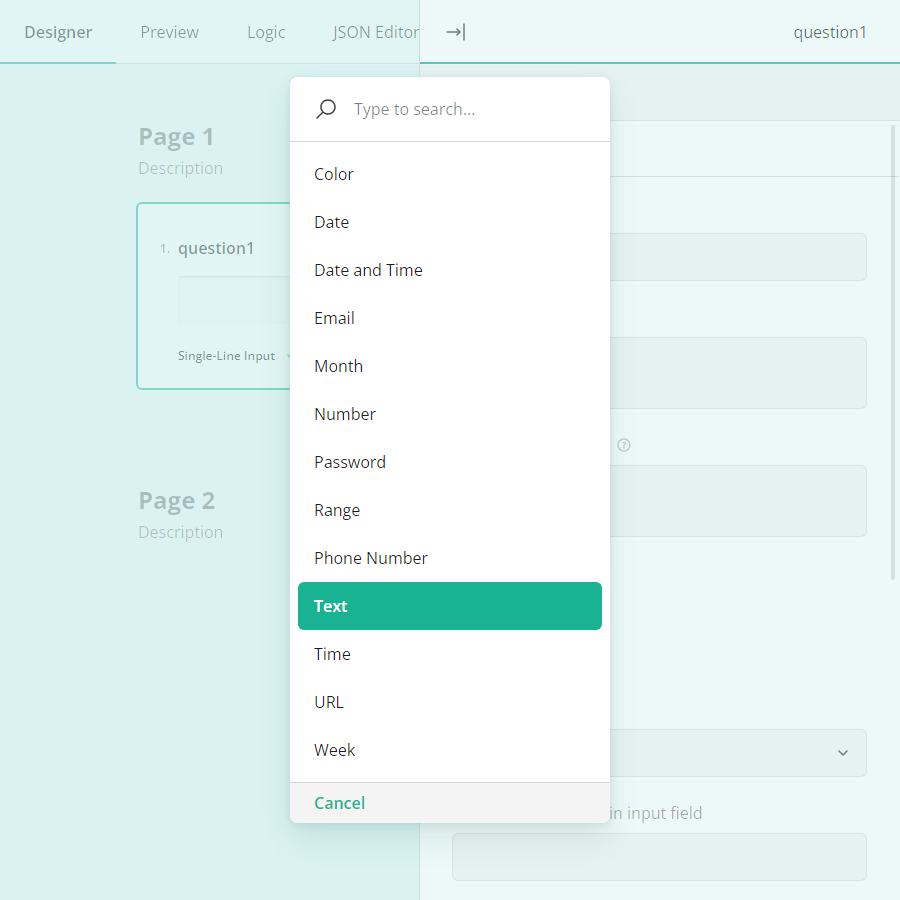 Designer Preview Logic JSON Editor question1
Type to search...
Page 1
Description
1. question1
Single-Line Input
Page 2
Description
Color
Date
Date and Time
Email
Month
Number
Password
Range
Phone Number
Text
Time
URL
Week
Cancel
in input field